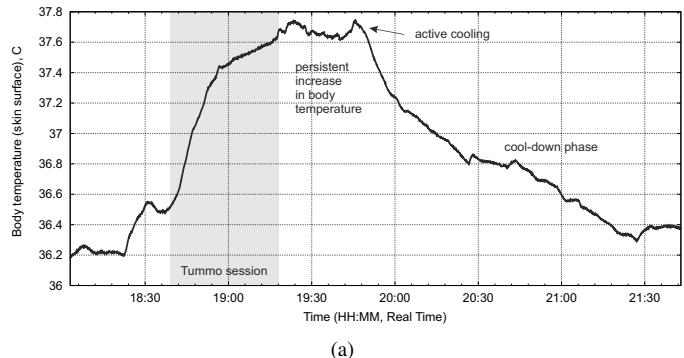 37.8
37.6
37.4
37.2
37
36.8
36.6
36.4
36.2
36
Body temperature (skin surface), C
active cooling
persistent
increase
in body
temperature
cool-down phase
Tummo session
18:30 19:00 19:30 20:00 20:30 21:00 21:30
Time (HH:MM, Real Time)
(a)